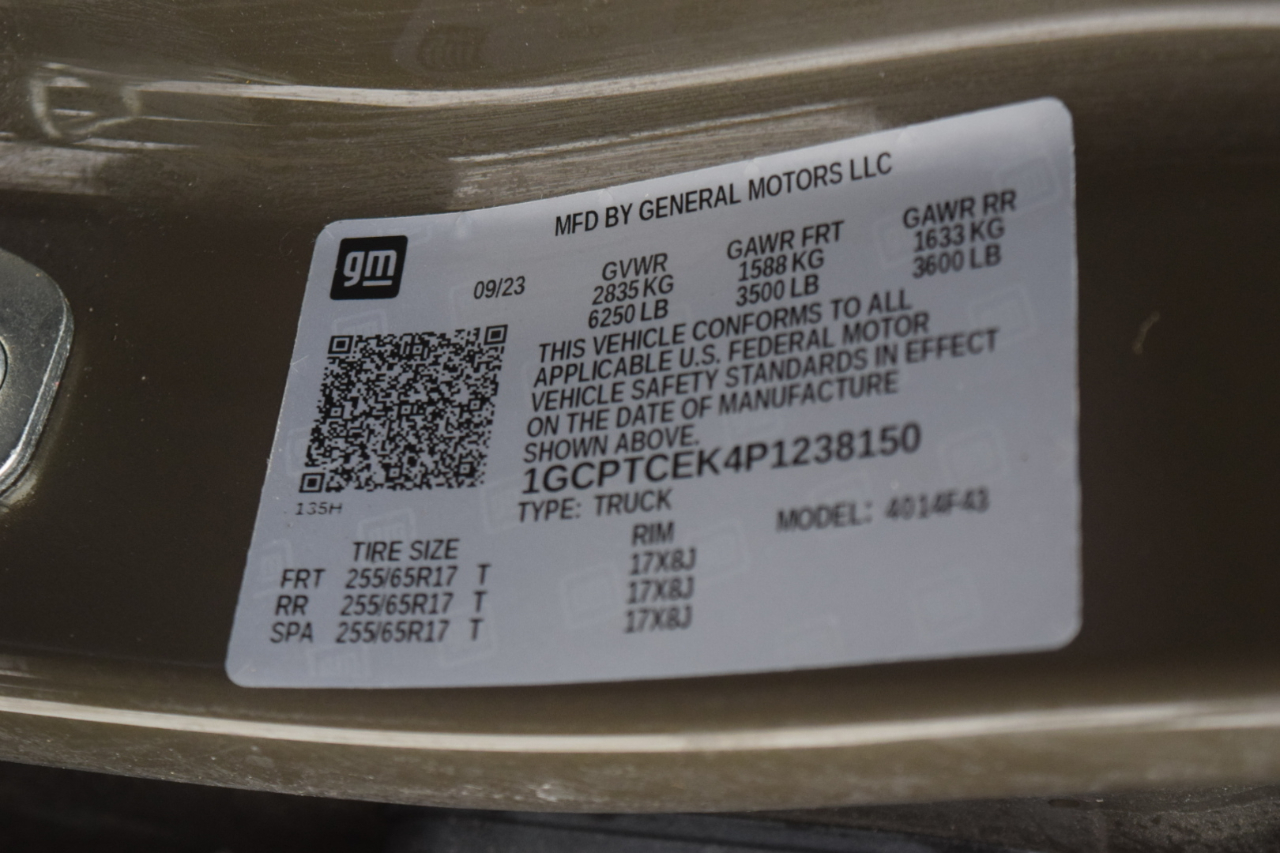 MFD BY GENERAL MOTORS LLC
gm
09/23
GVWR
2835 KG
6250 LB
GAWR FRT
1588 KG
3500 LB
GAWR RR
1633 KG
3600 LB
THIS VEHICLE CONFORMS TO ALL
APPLICABLE U.S. FEDERAL MOTOR
VEHICLE SAFETY STANDARDS IN EFFECT
ON THE DATE OF MANUFACTURE
SHOWN ABOVE.
1GCPTCEK4P1238150
135H
TYPE: TRUCK
MODEL: 4014F43
TIRE SIZE RIM
FRT 255/65R17 T 17X8J
RR 255/65R17 T 17X8J
SPA 255/65R17 T 17X8J